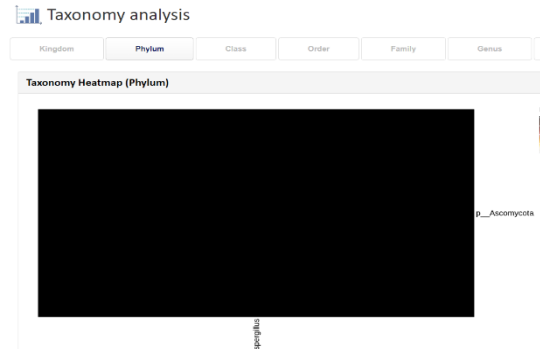 Taxonomy analysis
Kingdom Phylum Class Order Family Genus
Taxonomy Heatmap (Phylum)
p__Ascomycota
spergillus